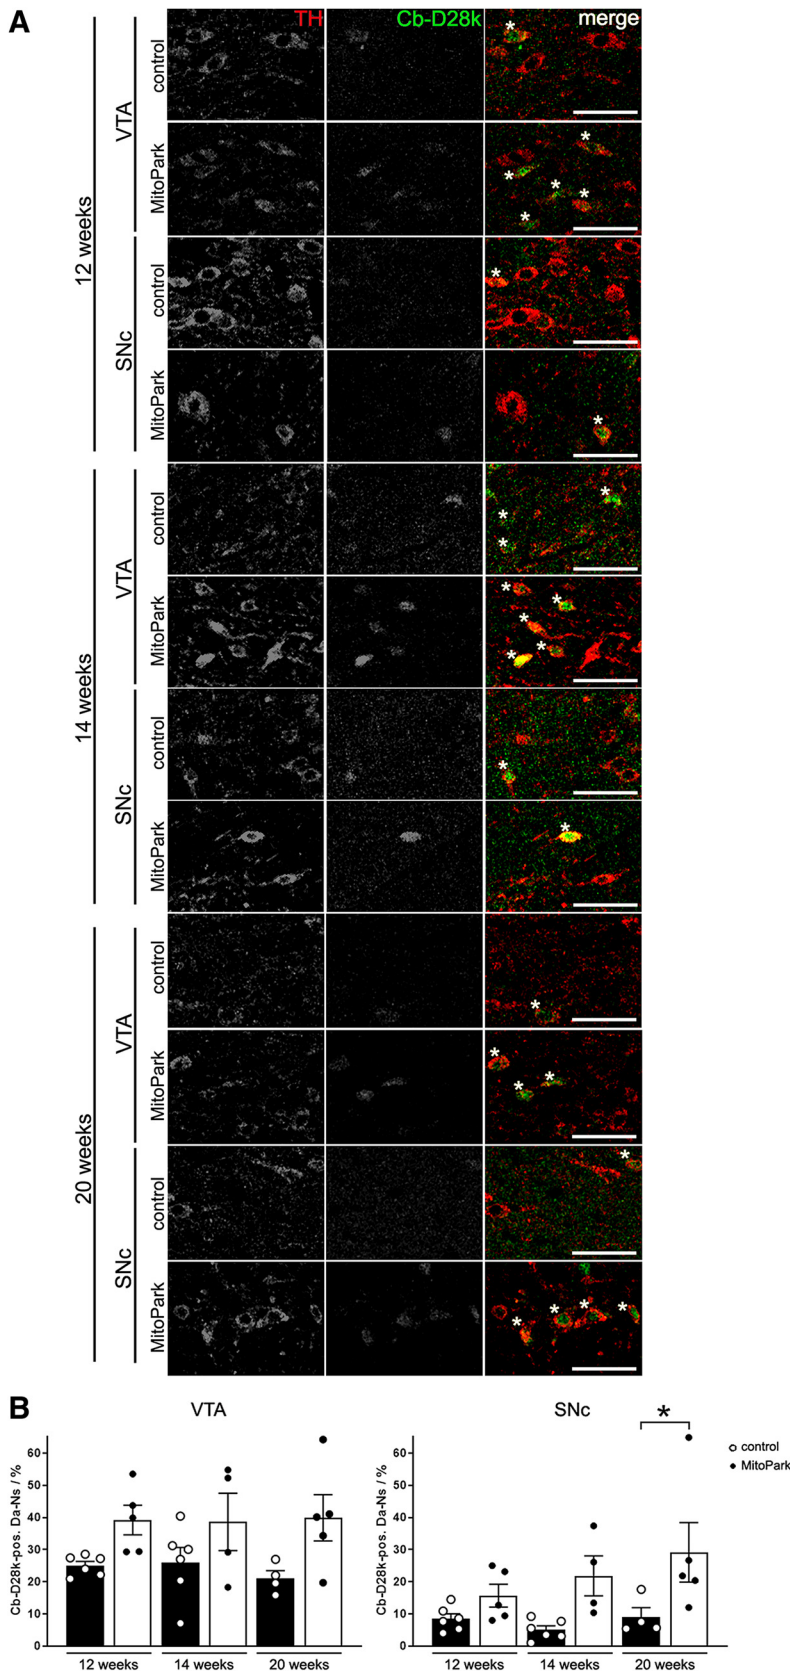 A
TH
Cb-D28k
merge
12 weeks
VTA
control
MitoPark
SNc
control
MitoPark
14 weeks
VTA
control
MitoPark
SNc
control
MitoPark
20 weeks
VTA
control
MitoPark
SNc
control
MitoPark
* * * * * * * * * * * * * * * * * * * * * * * * * *
B
VTA
Cb-D28k-pos. Da-Ns / %
60
50
40
30
20
10
0
12 weeks
14 weeks
20 weeks
SNc
*
Cb-D28k-pos. Da-Ns / %
60
50
40
30
20
10
0
12 weeks
14 weeks
20 weeks
control
MitoPark